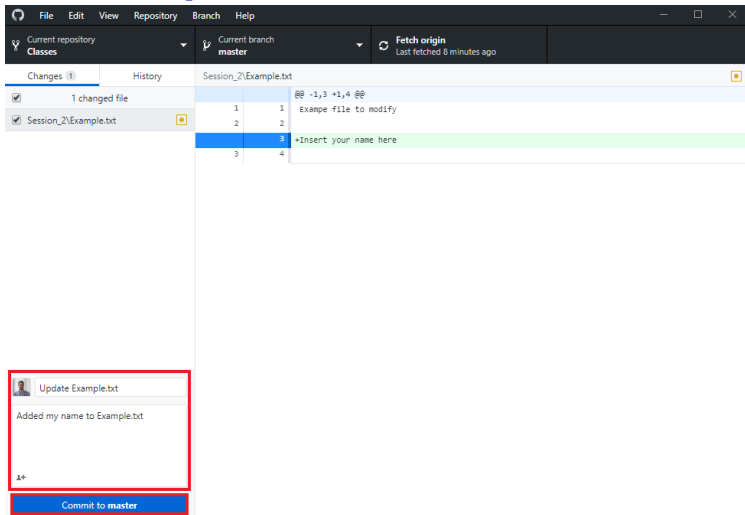 File Edit View Repository Branch Help
Current repository
Classes
Current branch
master
Fetch origin
Last fetched 8 minutes ago
Changes 1 History
Session_2\Example.txt
1 changed file
Session_2\Example.txt
@@ -1,3 +1,4 @@
1 1 Exampe file to modify
2 2
3 +Insert your name here
3 4
Update Example.txt
Added my name to Example.txt
Commit to master